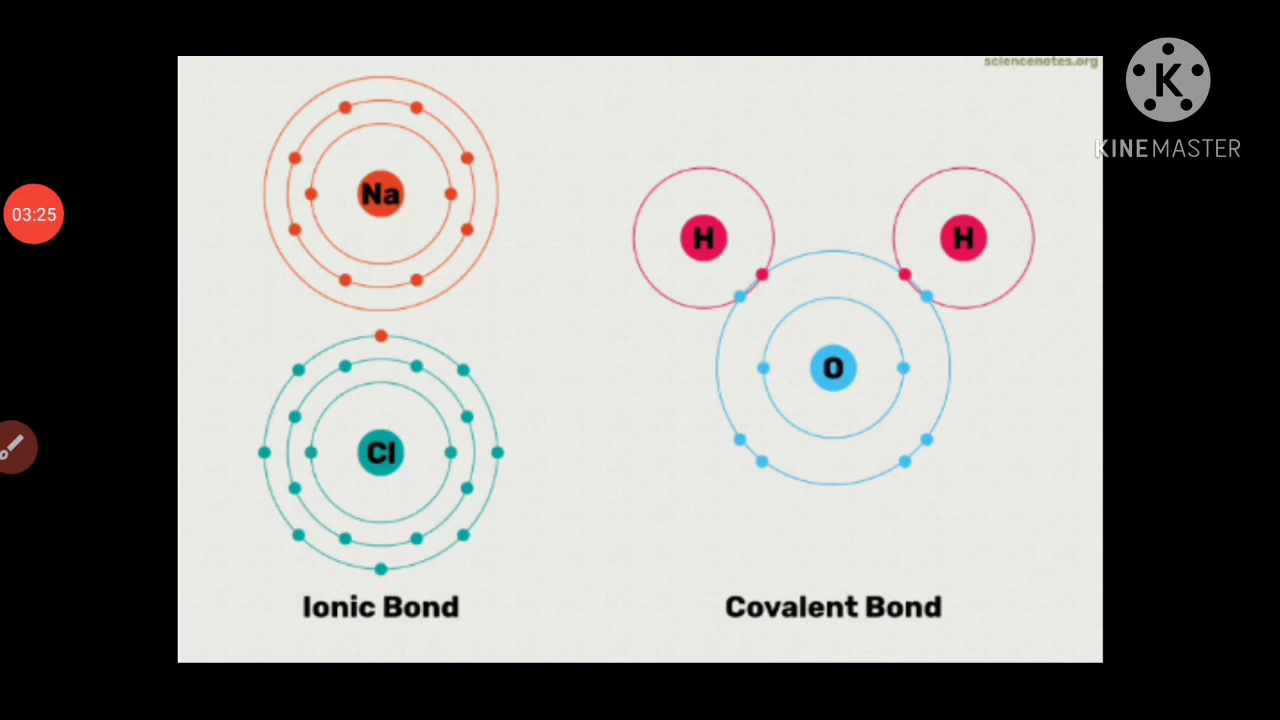 sciencenotes.org
K
KINEMASTER
03:25
Na
H
H
O
Cl
Ionic Bond
Covalent Bond